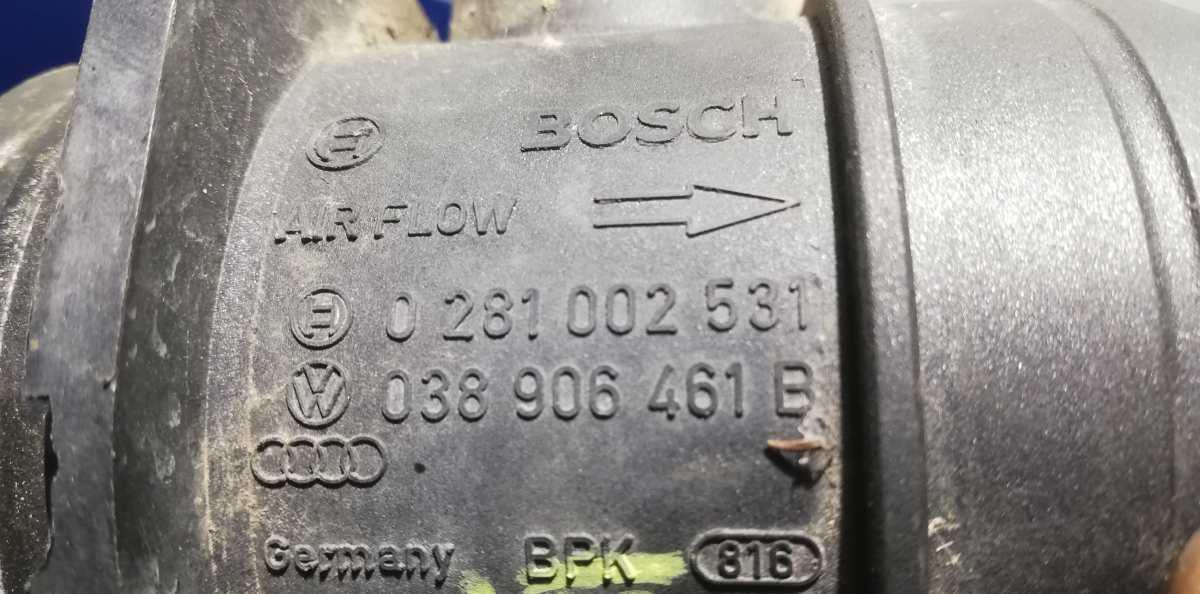 BOSCH
AIR FLOW
0 281 002 531
038 906 461 B
Germany BPK 816